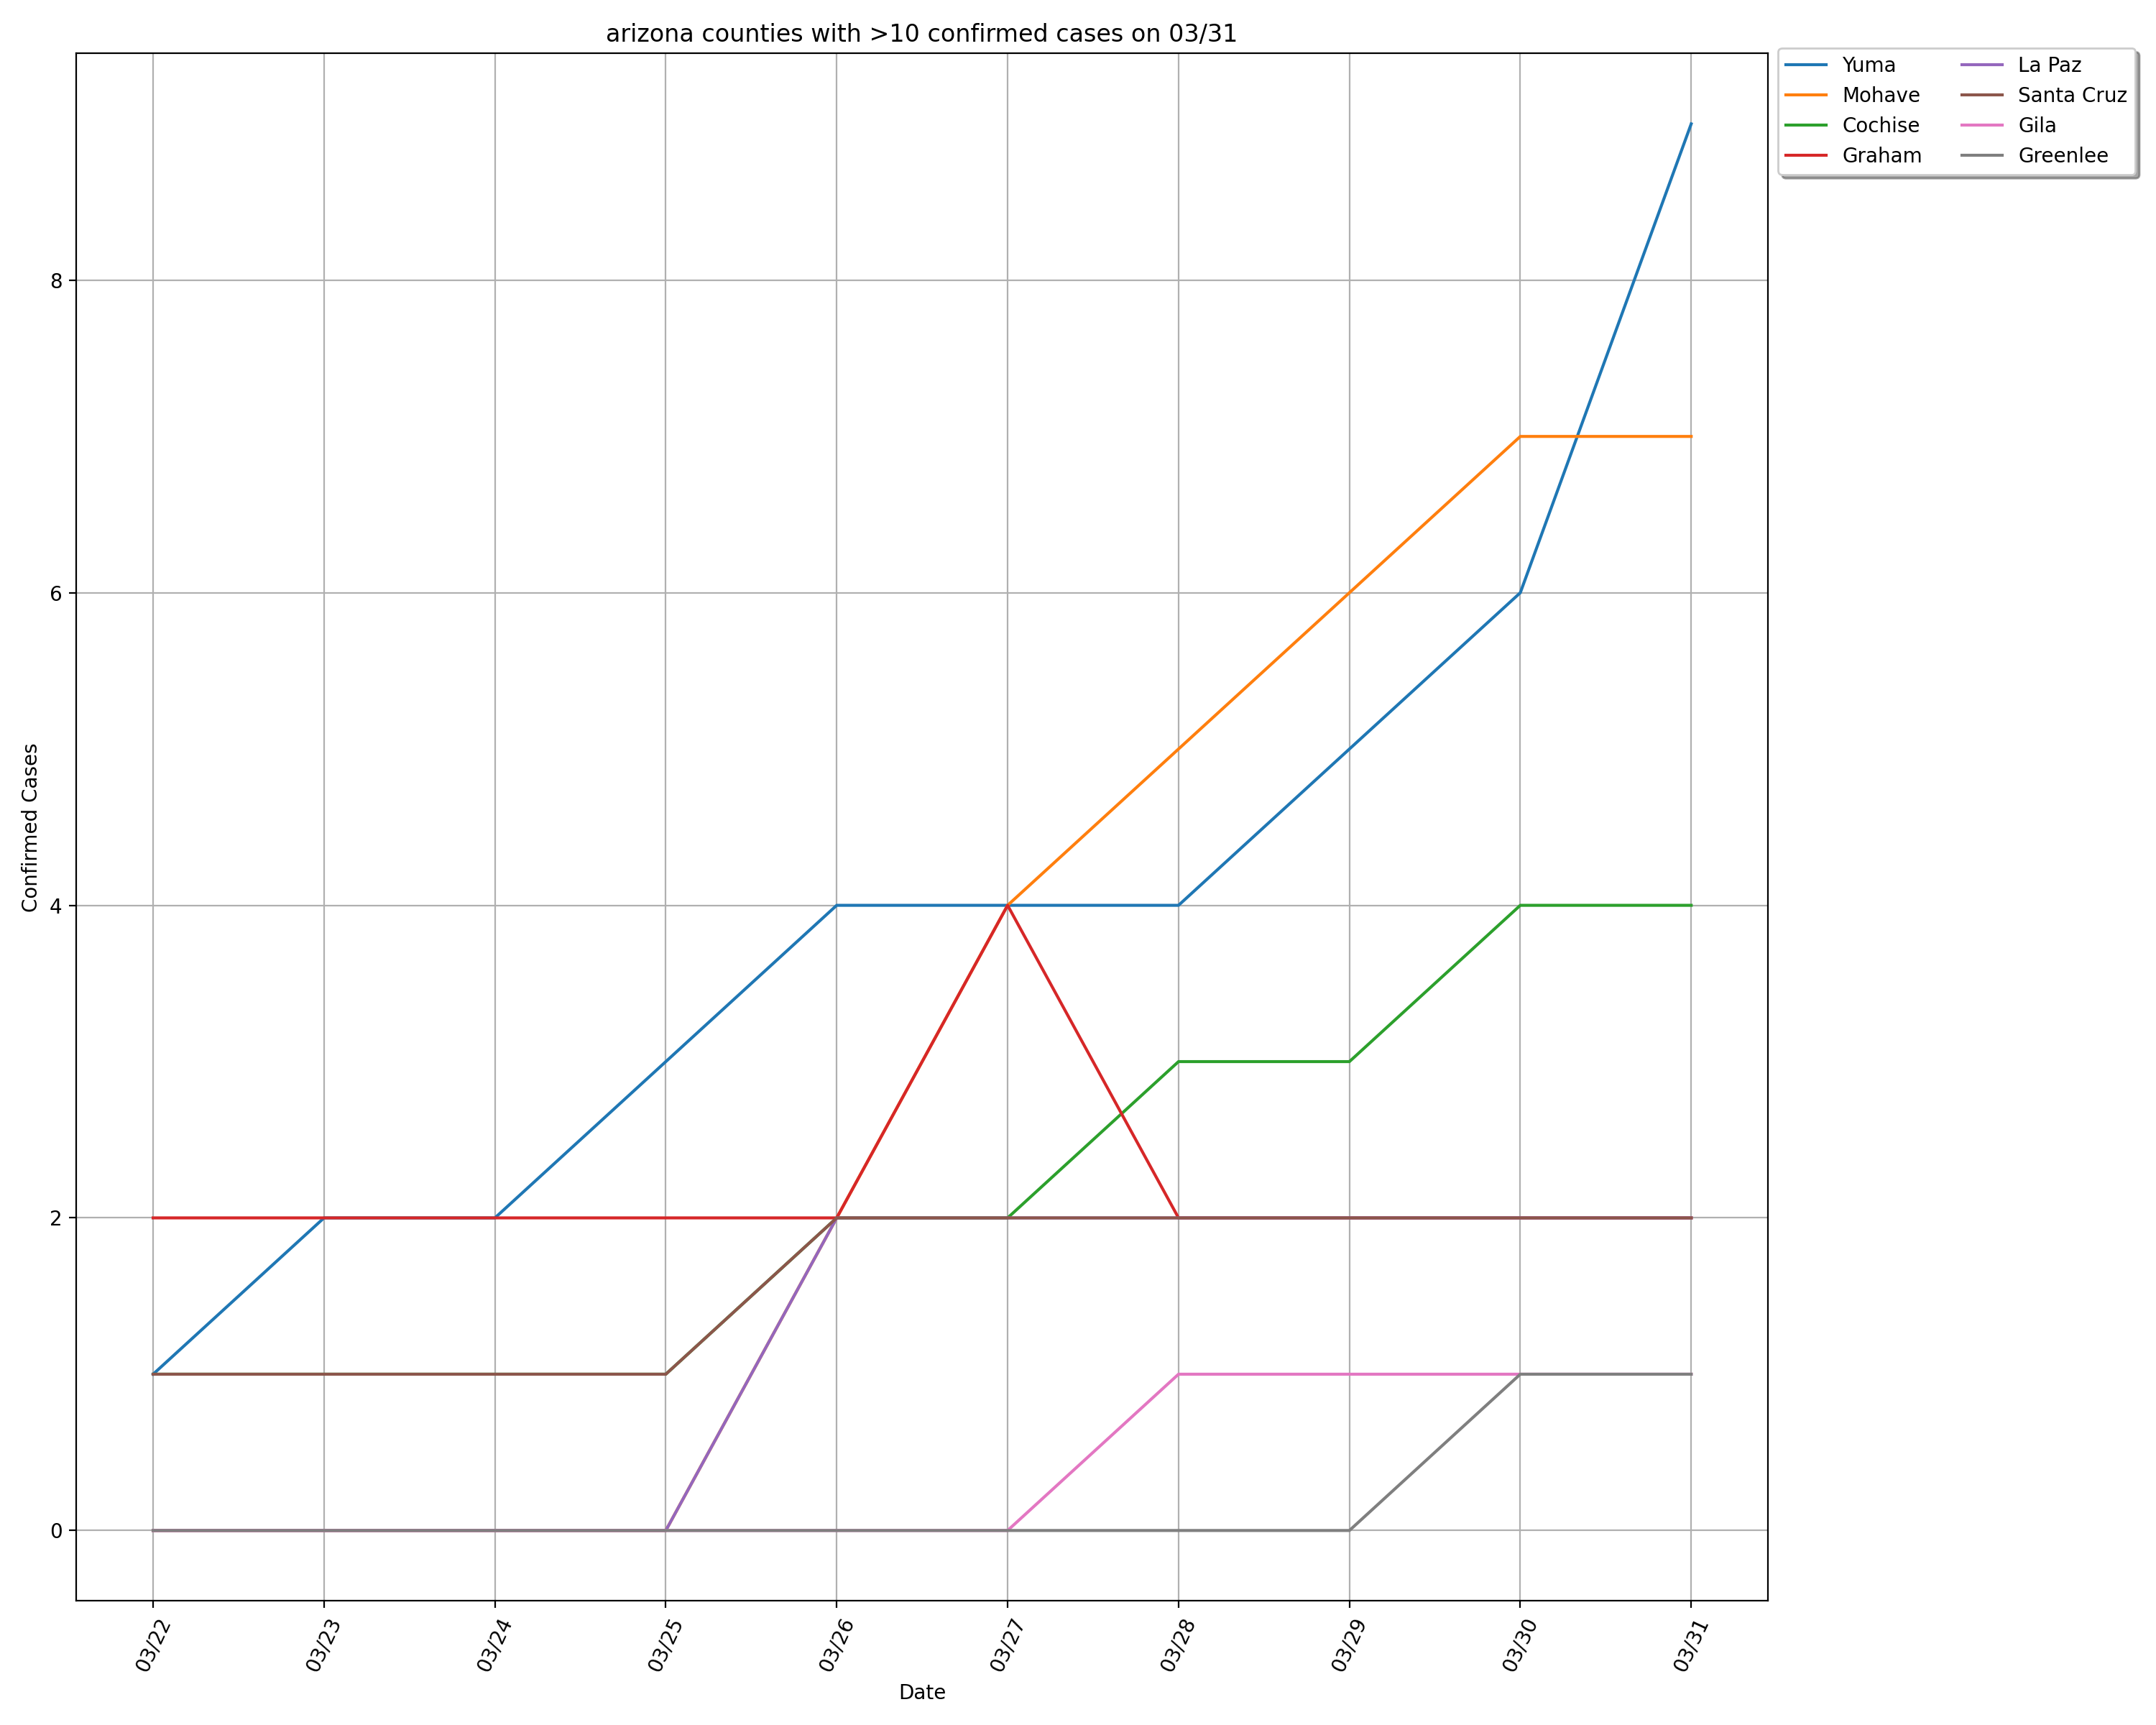 arizona counties with >10 confirmed cases on 03/31
Yuma
Mohave
Cochise
Graham
La Paz
Santa Cruz
Gila
Greenlee
Confirmed Cases
8
6
4
2
0
03/22
03/23
03/24
03/25
03/26
03/27
03/28
03/29
03/30
03/31
Date